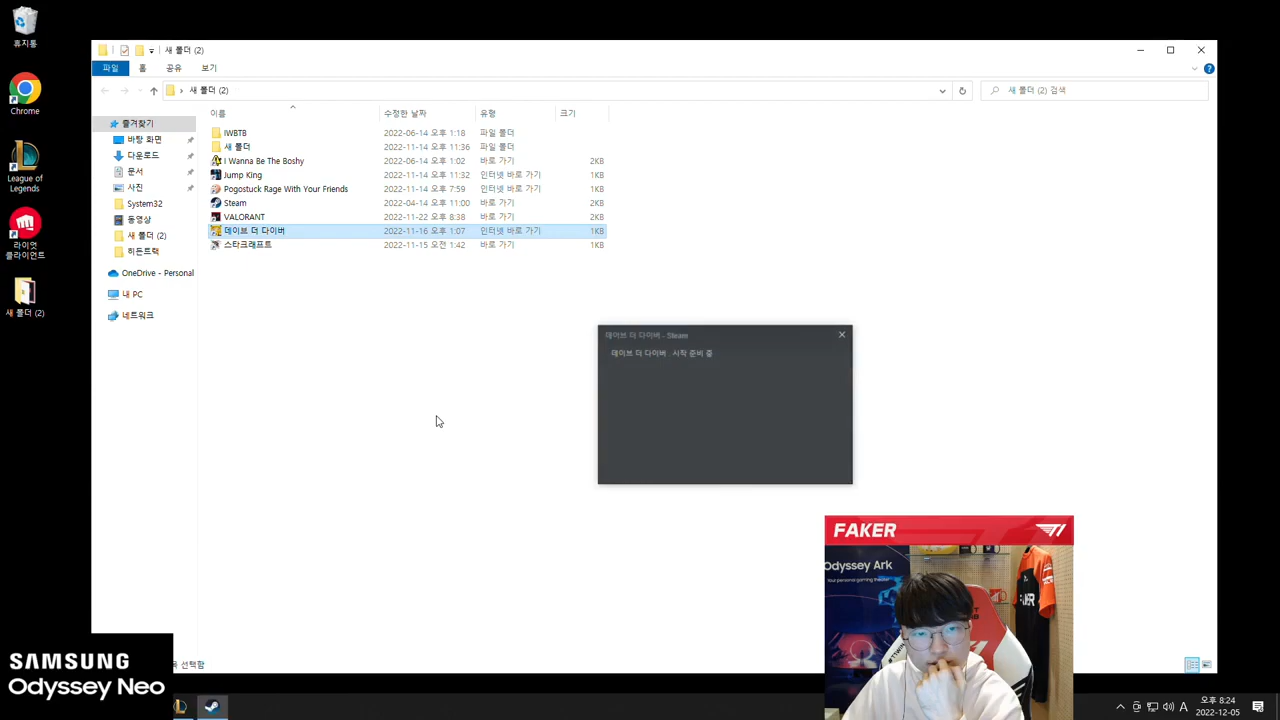 휴지통
Chrome
League of
Legends
라이엇
클라이언트
새 폴더 (2)
새 폴더 (2)
파일 홈 공유 보기
새 폴더 (2)
새 폴더 (2) 검색
즐겨찾기
바탕 화면
다운로드
문서
사진
System32
동영상
새 폴더 (2)
히든트랙
OneDrive - Personal
내 PC
네트워크
이름 수정한 날짜 유형 크기
IWBTB 2022-06-14 오후 1:18 파일 폴더
새 폴더 2022-11-14 오후 11:36 파일 폴더
I Wanna Be The Boshy 2022-06-14 오후 1:02 바로 가기 2KB
Jump King 2022-11-14 오후 11:32 인터넷 바로 가기 1KB
Pogostuck Rage With Your Friends 2022-11-14 오후 7:59 인터넷 바로 가기 1KB
Steam 2022-04-14 오후 11:00 바로 가기 2KB
VALORANT 2022-11-22 오후 8:38 바로 가기 2KB
데이브 더 다이버 2022-11-16 오후 1:07 인터넷 바로 가기 1KB
스타크래프트 2022-11-15 오전 1:42 바로 가기 1KB
데이브 더 다이버 - Steam
데이브 더 다이버 시작 준비 중
FAKER
Odyssey Ark
Your personal gaming theater
SAMSUNG
Odyssey Neo
선택함
A
오후 8:24
2022-12-05